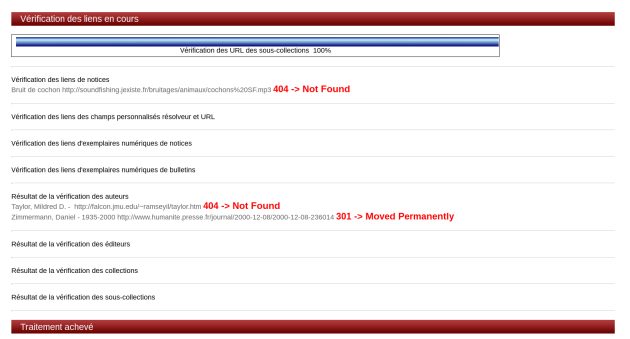 Vérification des liens en cours
Vérification des URL des sous-collections 100%
Vérification des liens de notices
Bruit de cochon http://soundfishing.jexiste.fr/bruitages/animaux/cochons%20SF.mp3 404 -> Not Found
Vérification des liens des champs personnalisés résolveur et URL
Vérification des liens d'exemplaires numériques de notices
Vérification des liens d'exemplaires numériques de bulletins
Résultat de la vérification des auteurs
Taylor, Mildred D. - http://falcon.jmu.edu/~ramseyil/taylor.htm 404 -> Not Found
Zimmermann, Daniel - 1935-2000 http://www.humanite.presse.fr/journal/2000-12-08/2000-12-08-236014 301 -> Moved Permanently
Résultat de la vérification des éditeurs
Résultat de la vérification des collections
Résultat de la vérification des sous-collections
Traitement achevé